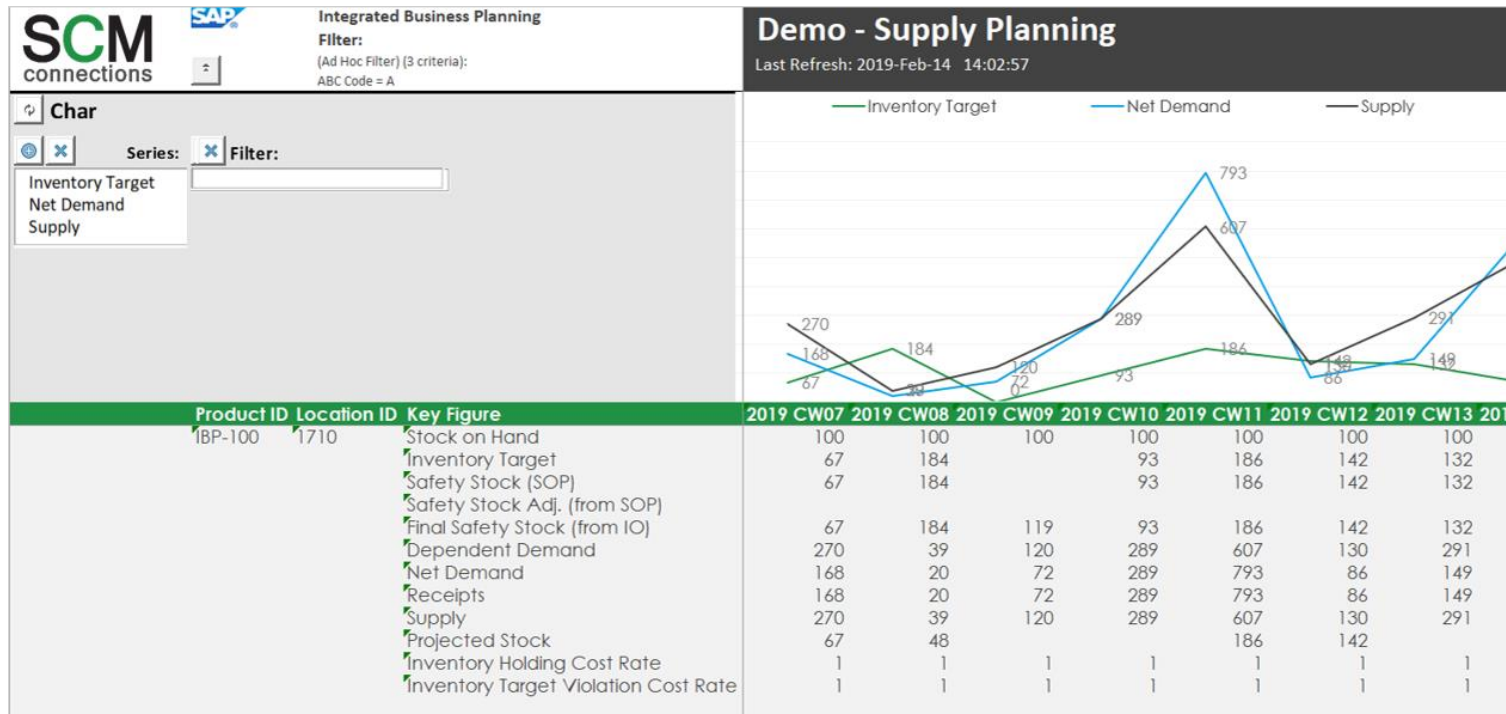 SCM
connections
SAP
Integrated Business Planning
Filter:
(Ad Hoc Filter) (3 criteria):
ABC Code = A
Demo - Supply Planning
Last Refresh: 2019-Feb-14 14:02:57
Char
Series: Filter:
Inventory Target
Net Demand
Supply
Inventory Target Net Demand Supply
793
607
270
168
67
184
39
120
72
0
289
93
186
142
86
291
149
132
Product ID Location ID Key Figure 2019 CW07 2019 CW08 2019 CW09 2019 CW10 2019 CW11 2019 CW12 2019 CW13 201
IBP-100 1710 Stock on Hand 100 100 100 100 100 100 100
Inventory Target 67 184 93 186 142 132
Safety Stock (SOP) 67 184 93 186 142 132
Safety Stock Adj. (from SOP)
Final Safety Stock (from IO) 67 184 119 93 186 142 132
Dependent Demand 270 39 120 289 607 130 291
Net Demand 168 20 72 289 793 86 149
Receipts 168 20 72 289 793 86 149
Supply 270 39 120 289 607 130 291
Projected Stock 67 48 186 142
Inventory Holding Cost Rate 1 1 1 1 1 1 1
Inventory Target Violation Cost Rate 1 1 1 1 1 1 1